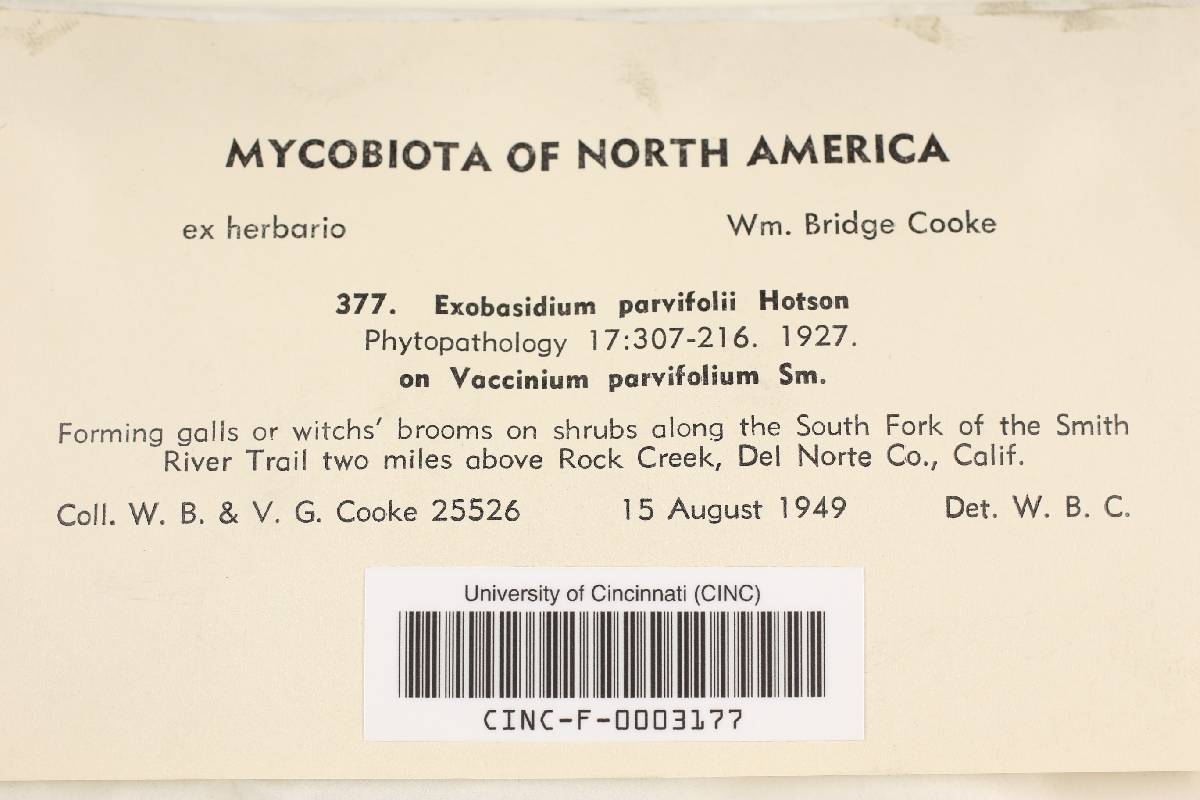 MYCOBIOTA OF NORTH AMERICA
ex herbario Wm. Bridge Cooke
377. Exobasidium parvifolii Hotson
Phytopathology 17:307-216. 1927.
on Vaccinium parvifolium Sm.
Forming galls or witchs' brooms on shrubs along the South Fork of the Smith
River Trail two miles above Rock Creek, Del Norte Co., Calif.
Coll. W. B. & V. G. Cooke 25526 15 August 1949 Det. W. B. C.
University of Cincinnati (CINC)
CINC-F-0003177